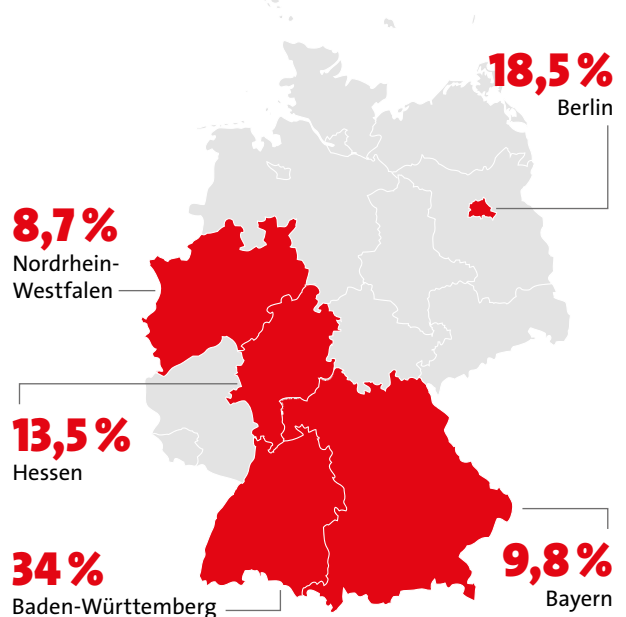 18,5 %
Berlin
8,7 %
Nordrhein-
Westfalen
13,5 %
Hessen
34 %
Baden-Württemberg
9,8 %
Bayern